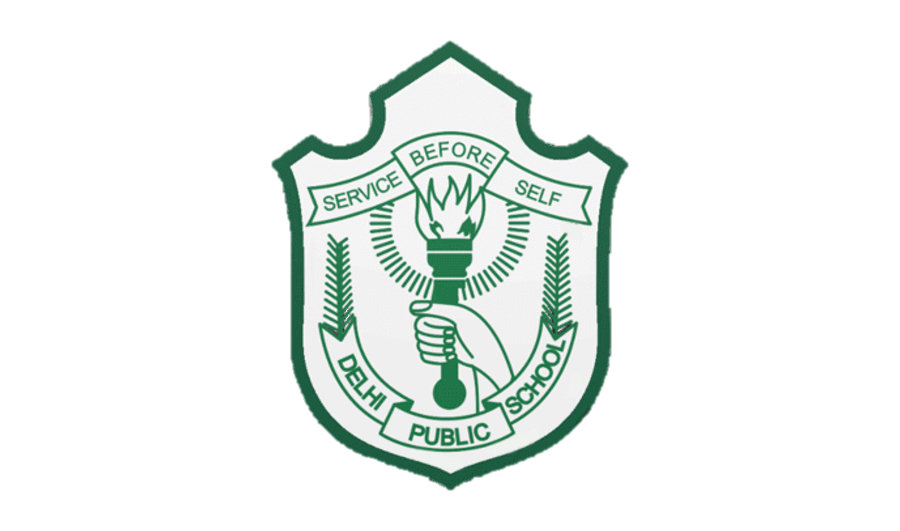 SERVICE BEFORE SELF
DELHI PUBLIC SCHOOL